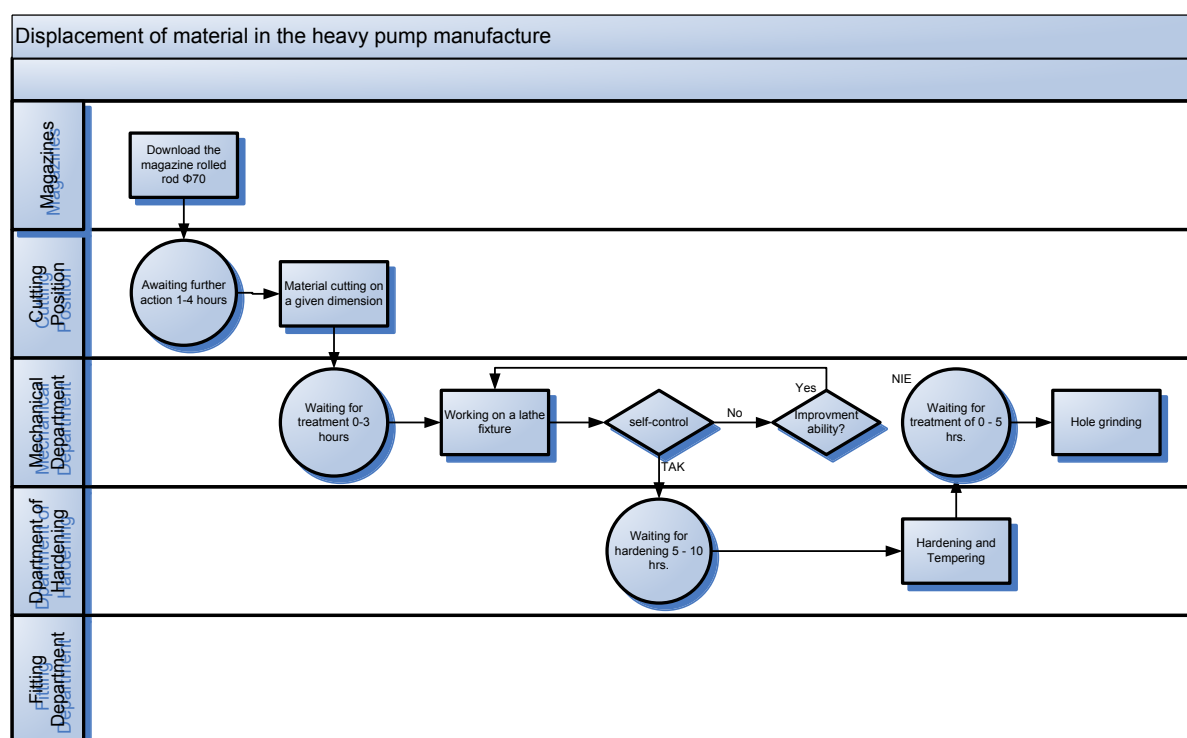 Displacement of material in the heavy pump manufacture
Magazines
Download the
magazine rolled
rod Φ70
Cutting
Position
Awaiting further
action 1-4 hours
Material cutting on
a given dimension
Mechanical
Department
Waiting for
treatment 0-3
hours
Working on a lathe
fixture
self-control
No
TAK
Improvment
ability?
Yes
NIE
Waiting for
treatment of 0 - 5
hrs.
Hole grinding
Dpartment of
Hardening
Waiting for
hardening 5 - 10
hrs.
Hardening and
Tempering
Fitting
Department